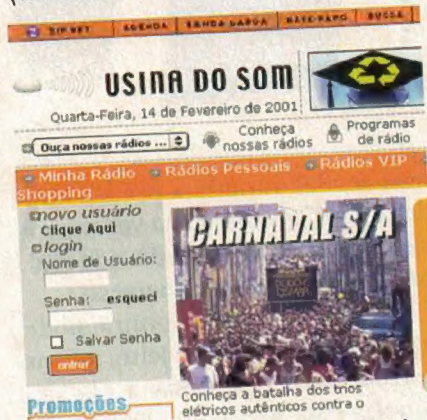 ZIP.NET AGENDA BANDA LARGA BATE-PAPO BUSCA
USINA DO SOM
Quarta-Feira, 14 de Fevereiro de 2001
Ouça nossas rádios ...
Conheça
nossas rádios
Programas
de rádio
Minha Rádio Rádios Pessoais Rádios VIP
Shopping
novo usuário
Clique Aqui
login
Nome de Usuário:
Senha: esqueci
Salvar Senha
entrar
Promoções
CARNAVAL S/A
Conheça a batalha dos trios
elétricos autênticos contra o